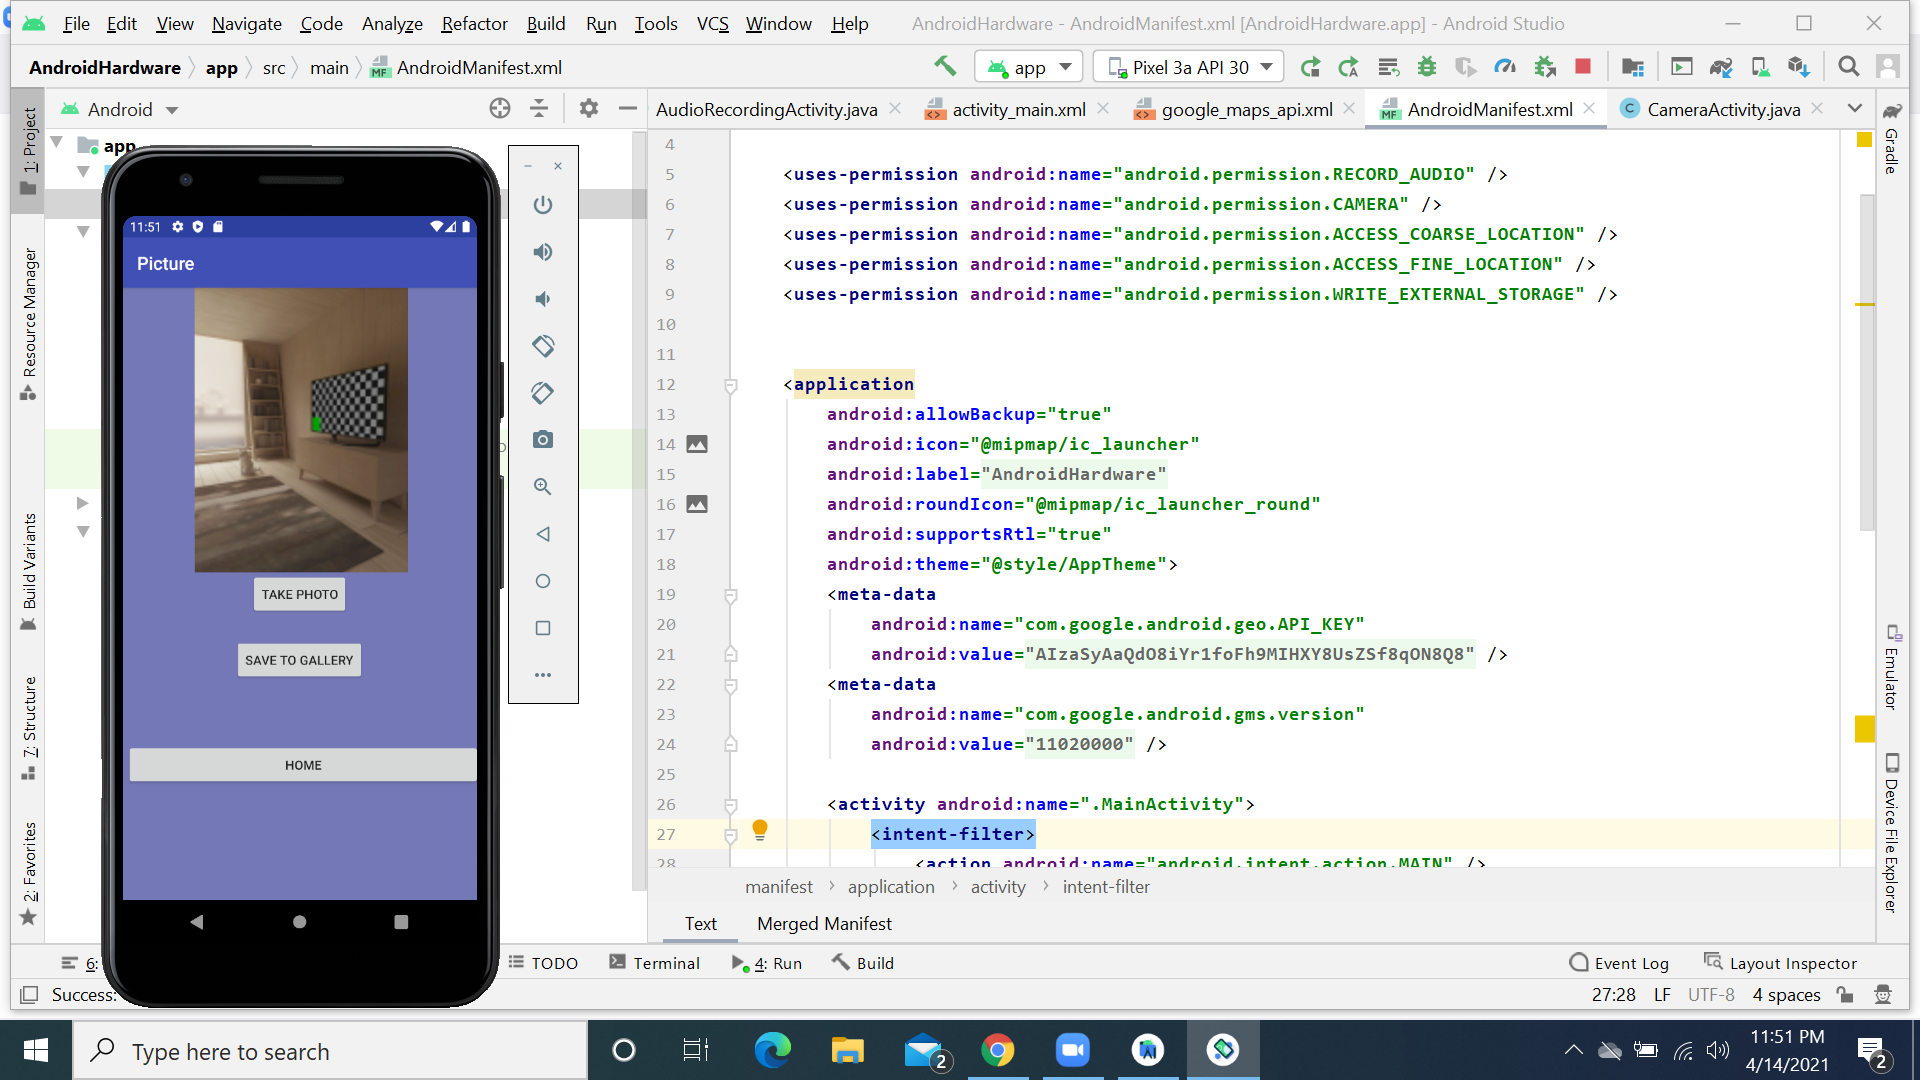 File Edit View Navigate Code Analyze Refactor Build Run Tools VCS Window Help AndroidHardware - AndroidManifest.xml [AndroidHardware.app] - Android Studio
AndroidHardware app src main AndroidManifest.xml app Pixel 3a API 30
Android AudioRecordingActivity.java activity_main.xml google_maps_api.xml AndroidManifest.xml CameraActivity.java
1: Project
Resource Manager
Build Variants
7: Structure
2: Favorites
app
11:51
Picture
TAKE PHOTO
SAVE TO GALLERY
HOME
4
5 <uses-permission android:name="android.permission.RECORD_AUDIO" />
6 <uses-permission android:name="android.permission.CAMERA" />
7 <uses-permission android:name="android.permission.ACCESS_COARSE_LOCATION" />
8 <uses-permission android:name="android.permission.ACCESS_FINE_LOCATION" />
9 <uses-permission android:name="android.permission.WRITE_EXTERNAL_STORAGE" />
10
11
12 <application
13 android:allowBackup="true"
14 android:icon="@mipmap/ic_launcher"
15 android:label="AndroidHardware"
16 android:roundIcon="@mipmap/ic_launcher_round"
17 android:supportsRtl="true"
18 android:theme="@style/AppTheme">
19 <meta-data
20 android:name="com.google.android.geo.API_KEY"
21 android:value="AIzaSyAaQdO8iYr1foFh9MIHXY8UsZSf8qON8Q8" />
22 <meta-data
23 android:name="com.google.android.gms.version"
24 android:value="11020000" />
25
26 <activity android:name=".MainActivity">
27 <intent-filter>
28 <action android:name="android.intent.action.MAIN" />
manifest application activity intent-filter
Text Merged Manifest
Gradle
Emulator
Device File Explorer
6: TODO Terminal 4: Run Build Event Log Layout Inspector
Success: 27:28 LF UTF-8 4 spaces
Type here to search
2
11:51 PM
4/14/2021
2